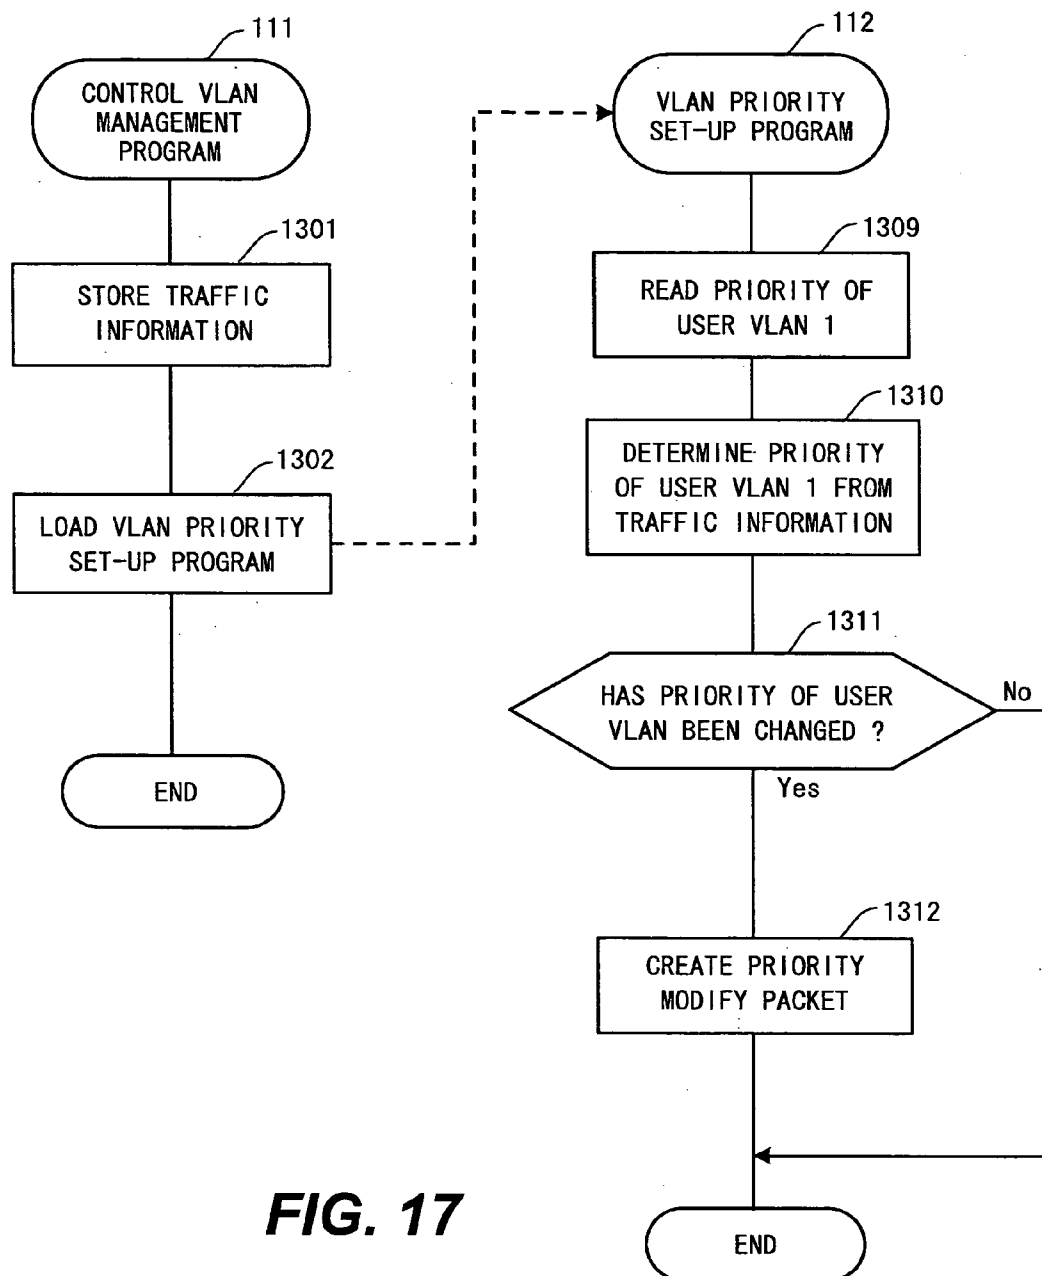 111
CONTROL VLAN
MANAGEMENT
PROGRAM
1301
STORE TRAFFIC
INFORMATION
1302
LOAD VLAN PRIORITY
SET-UP PROGRAM
END
112
VLAN PRIORITY
SET-UP PROGRAM
1309
READ PRIORITY OF
USER VLAN 1
1310
DETERMINE PRIORITY
OF USER VLAN 1 FROM
TRAFFIC INFORMATION
1311
HAS PRIORITY OF USER
VLAN BEEN CHANGED ?
No
Yes
1312
CREATE PRIORITY
MODIFY PACKET
END
FIG. 17